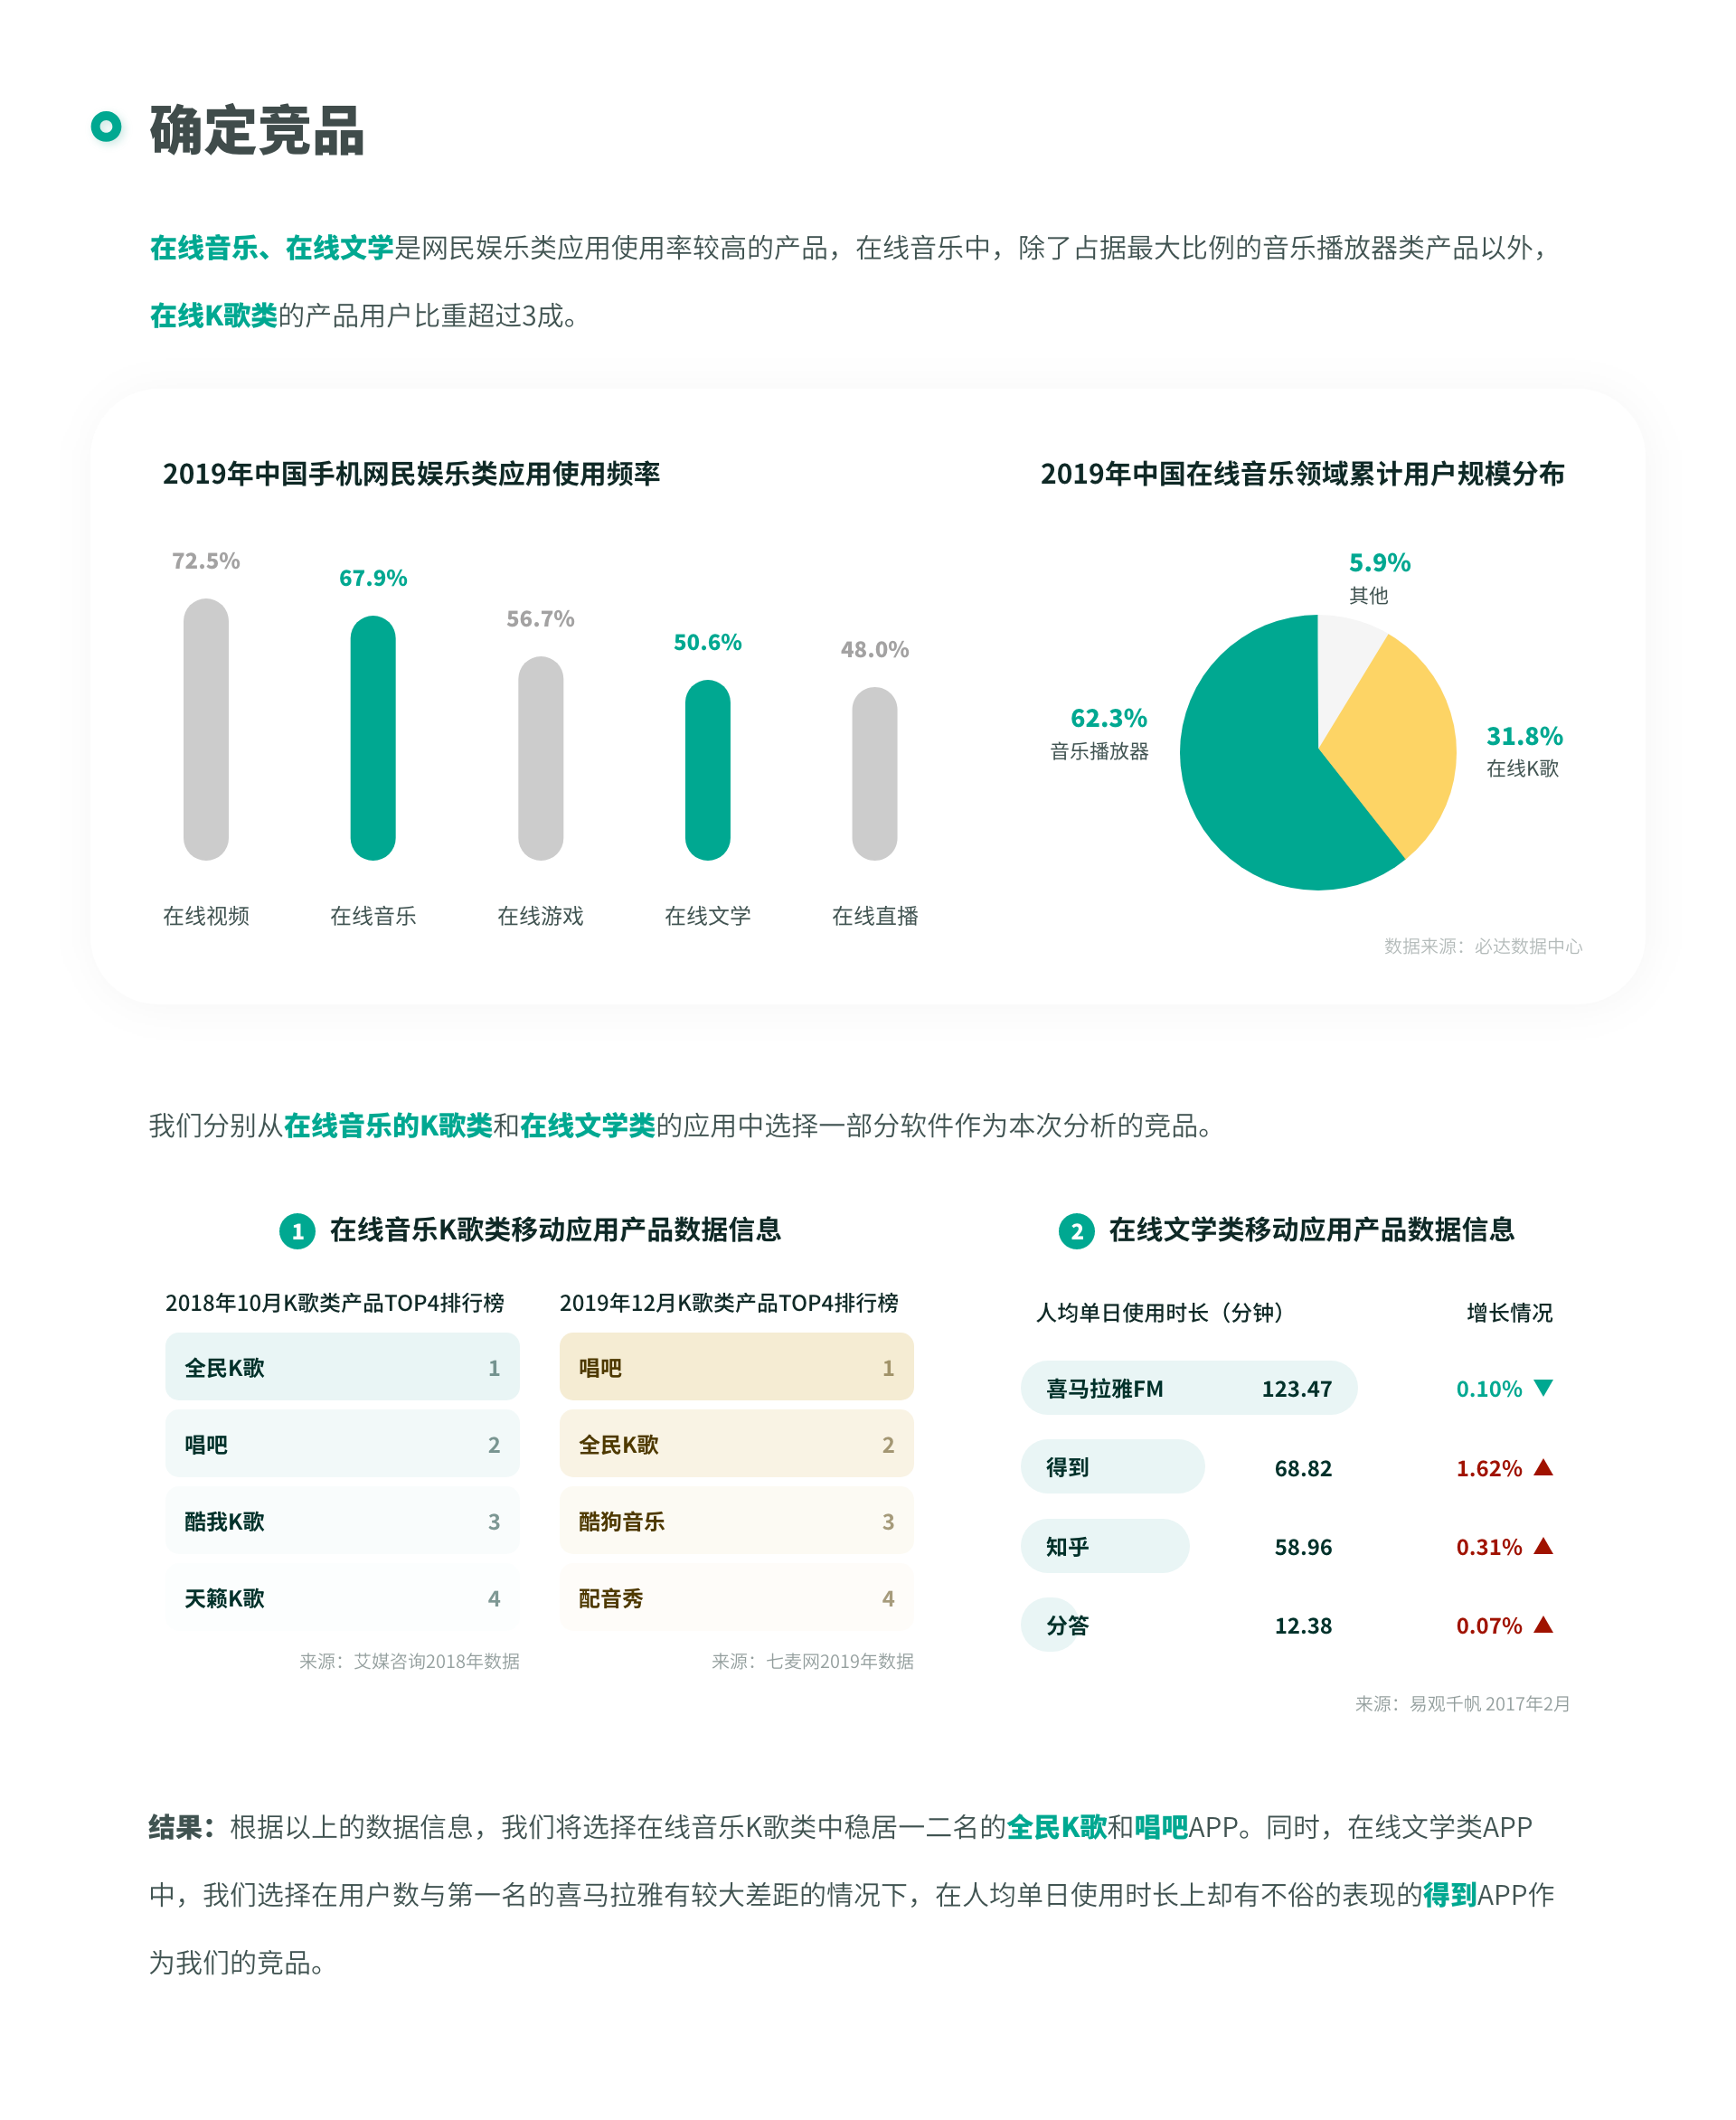 确定竞品
在线音乐、在线文学是网民娱乐类应用使用率较高的产品，在线音乐中，除了占据最大比例的音乐播放器类产品以外，
在线K歌类的产品用户比重超过3成。
2019年中国手机网民娱乐类应用使用频率
72.5%
67.9%
56.7%
50.6%
48.0%
在线视频
在线音乐
在线游戏
在线文学
在线直播
2019年中国在线音乐领域累计用户规模分布
5.9%
其他
62.3%
音乐播放器
31.8%
在线K歌
数据来源：必达数据中心
我们分别从在线音乐的K歌类和在线文学类的应用中选择一部分软件作为本次分析的竞品。
1 在线音乐K歌类移动应用产品数据信息
2018年10月K歌类产品TOP4排行榜
全民K歌 1
唱吧 2
酷我K歌 3
天籁K歌 4
来源：艾媒咨询2018年数据
2019年12月K歌类产品TOP4排行榜
唱吧 1
全民K歌 2
酷狗音乐 3
配音秀 4
来源：七麦网2019年数据
2 在线文学类移动应用产品数据信息
人均单日使用时长（分钟） 增长情况
喜马拉雅FM 123.47 0.10% ▼
得到 68.82 1.62% ▲
知乎 58.96 0.31% ▲
分答 12.38 0.07% ▲
来源：易观千帆 2017年2月
结果：根据以上的数据信息，我们将选择在线音乐K歌类中稳居一二名的全民K歌和唱吧APP。同时，在线文学类APP
中，我们选择在用户数与第一名的喜马拉雅有较大差距的情况下，在人均单日使用时长上却有不俗的表现的得到APP作
为我们的竞品。